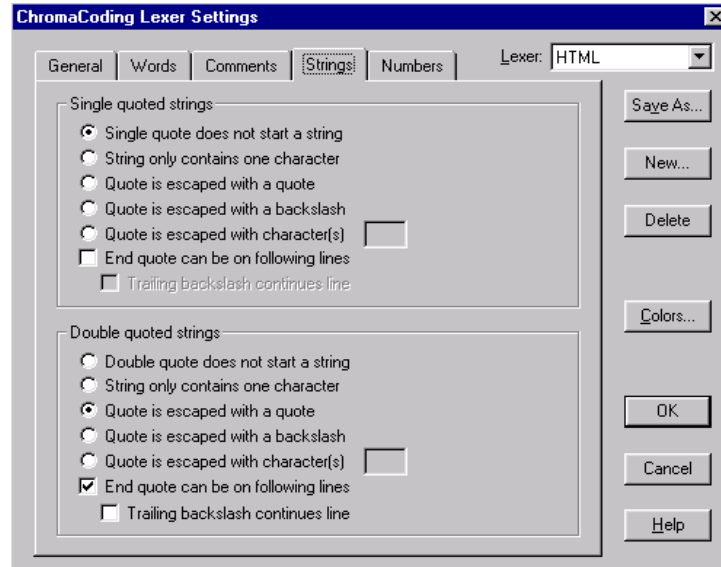 ChromaCoding Lexer Settings
General
Words
Comments
Strings
Numbers
Lexer: HTML
Single quoted strings
Single quote does not start a string
String only contains one character
Quote is escaped with a quote
Quote is escaped with a backslash
Quote is escaped with character(s)
End quote can be on following lines
Trailing backslash continues line
Double quoted strings
Double quote does not start a string
String only contains one character
Quote is escaped with a quote
Quote is escaped with a backslash
Quote is escaped with character(s)
End quote can be on following lines
Trailing backslash continues line
Save As...
New...
Delete
Colors...
OK
Cancel
Help